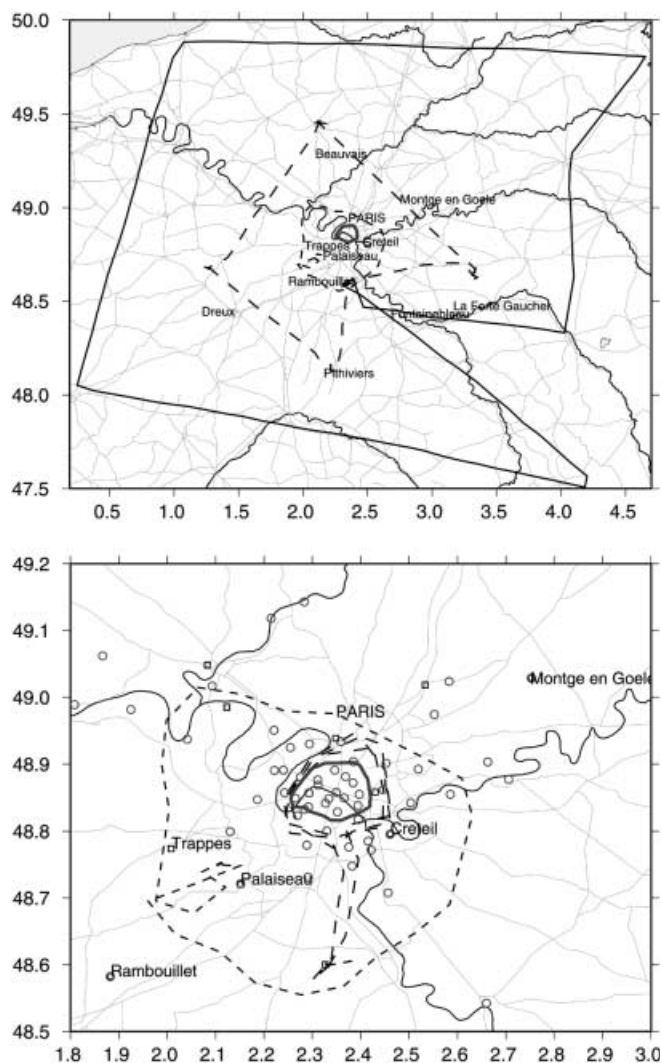 50.0
49.5
Beauvais
49.0
Montge en Goele
PARIS
Trappes
Creteil
Palaiseau
Rambouillet
48.5
La Ferte Gaucher
Fontainebleau
Dreux
48.0
Pithiviers
47.5
0.5 1.0 1.5 2.0 2.5 3.0 3.5 4.0 4.5
49.2
49.1
49.0
Montge en Goele
PARIS
48.9
48.8
Creteil
Trappes
48.7
Palaiseau
48.6
Rambouillet
48.5
1.8 1.9 2.0 2.1 2.2 2.3 2.4 2.5 2.6 2.7 2.8 2.9 3.0